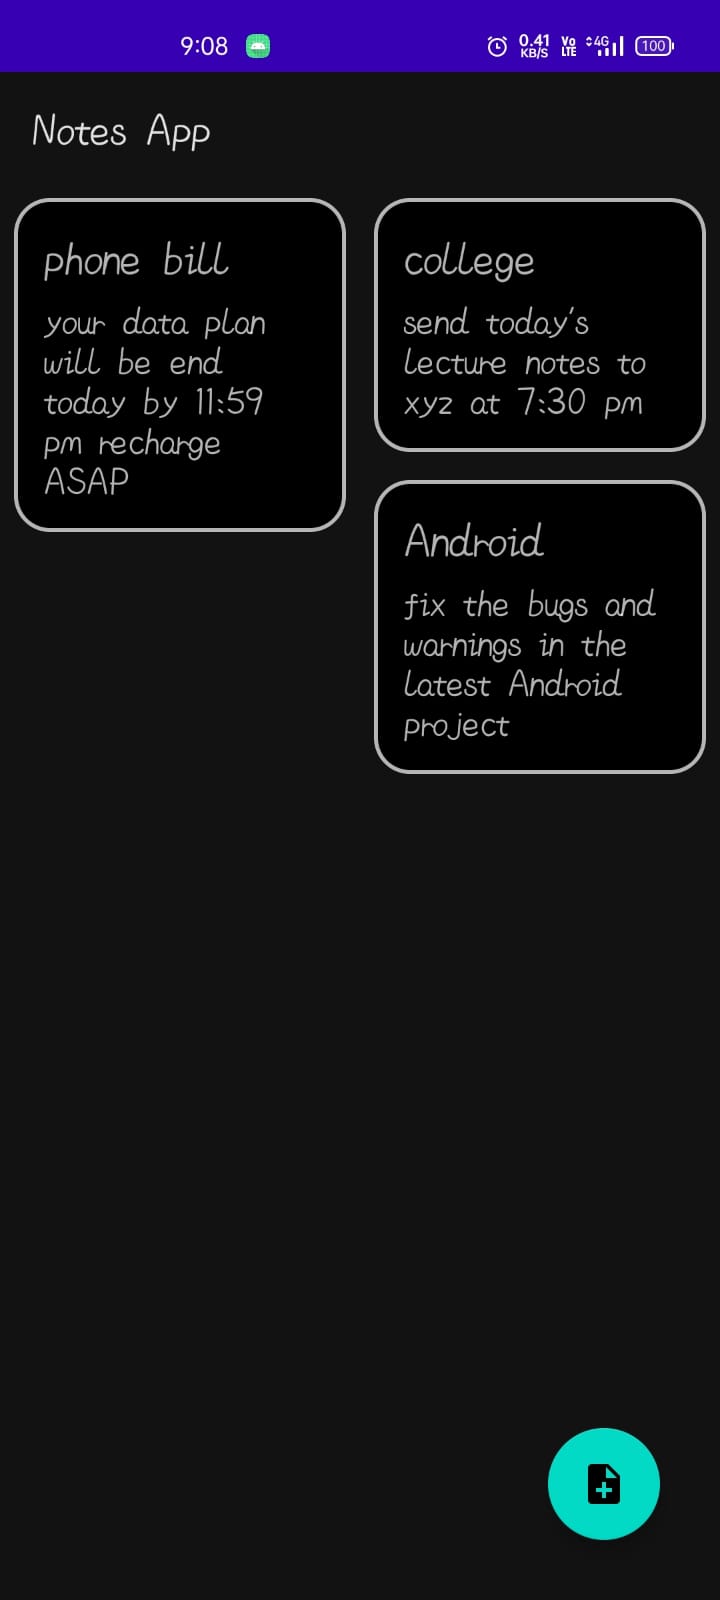 9:08
0.41 KB/S
Vo LTE
4G
100
Notes App
phone bill
your data plan
will be end
today by 11:59
pm recharge
ASAP
college
send today's
lecture notes to
xyz at 7:30 pm
Android
fix the bugs and
warnings in the
latest Android
project